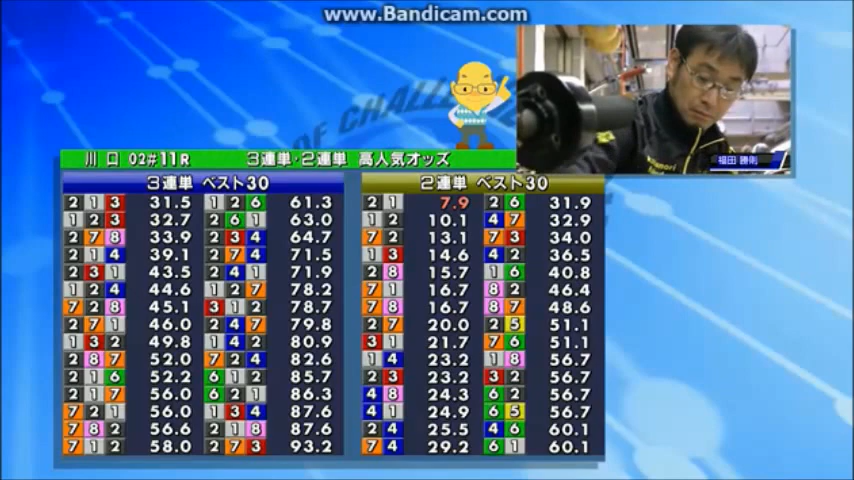 www.Bandicam.com
OF CHALL
福田 勝則
川口 02#11R 3連単・2連単 高人気オッズ
3連単 ベスト30 2連単 ベスト30
2 1 3 31.5 1 2 6 61.3 2 1 7.9 2 6 31.9
1 2 3 32.7 2 6 1 63.0 1 2 10.1 4 7 32.9
2 7 8 33.9 2 3 4 64.7 7 2 13.1 7 3 34.0
2 1 4 39.1 2 7 4 71.5 1 3 14.6 4 2 36.5
2 3 1 43.5 2 4 1 71.9 2 8 15.7 1 6 40.8
1 2 4 44.6 1 2 7 78.2 7 1 16.7 8 2 46.4
7 2 8 45.1 3 1 2 78.7 7 8 16.7 8 7 48.6
2 7 1 46.0 2 4 7 79.8 2 7 20.0 2 5 51.1
1 3 2 49.8 1 4 2 80.9 3 1 21.7 7 6 51.1
2 8 7 52.0 7 2 4 82.6 1 4 23.2 1 8 56.7
2 1 6 52.2 6 1 2 85.7 2 3 23.2 3 2 56.7
2 1 7 56.0 6 2 1 86.3 4 8 24.3 6 2 56.7
7 2 1 56.0 1 3 4 87.6 4 1 24.9 6 5 56.7
7 8 2 56.6 2 1 8 87.6 2 4 25.5 4 6 60.1
7 1 2 58.0 2 7 3 93.2 7 4 29.2 6 1 60.1